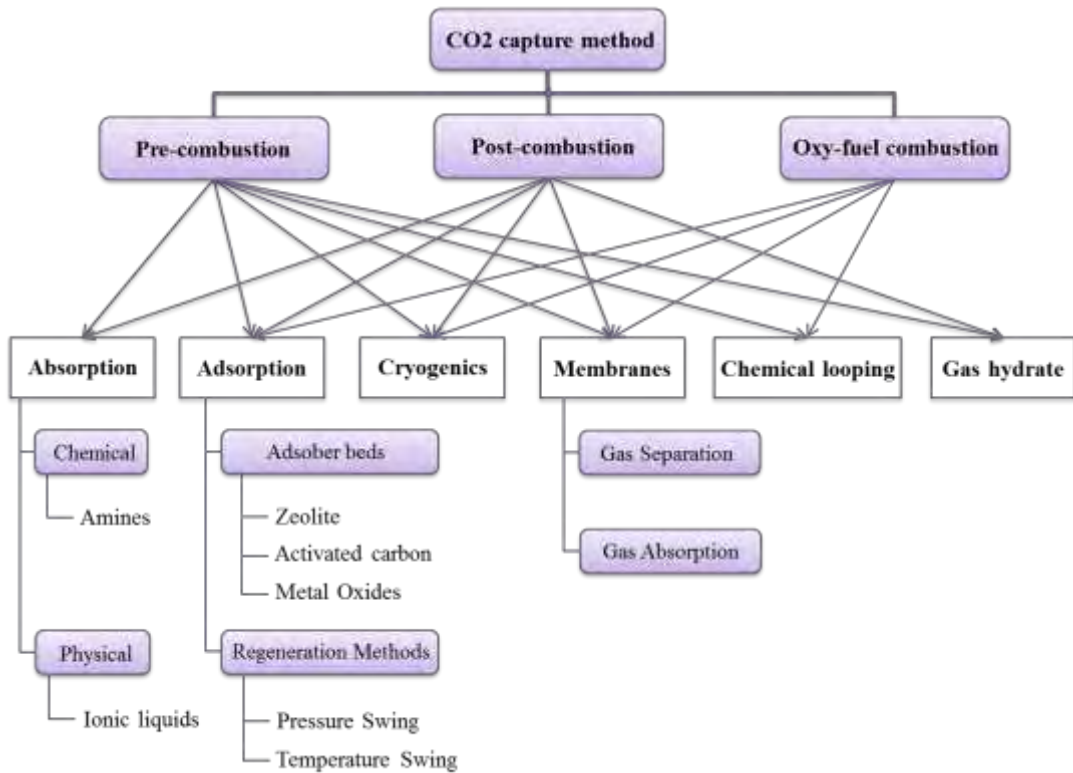 CO2 capture method
Pre-combustion
Post-combustion
Oxy-fuel combustion
Absorption
Adsorption
Cryogenics
Membranes
Chemical looping
Gas hydrate
Chemical
Amines
Physical
Ionic liquids
Adsober beds
Zeolite
Activated carbon
Metal Oxides
Regeneration Methods
Pressure Swing
Temperature Swing
Gas Separation
Gas Absorption